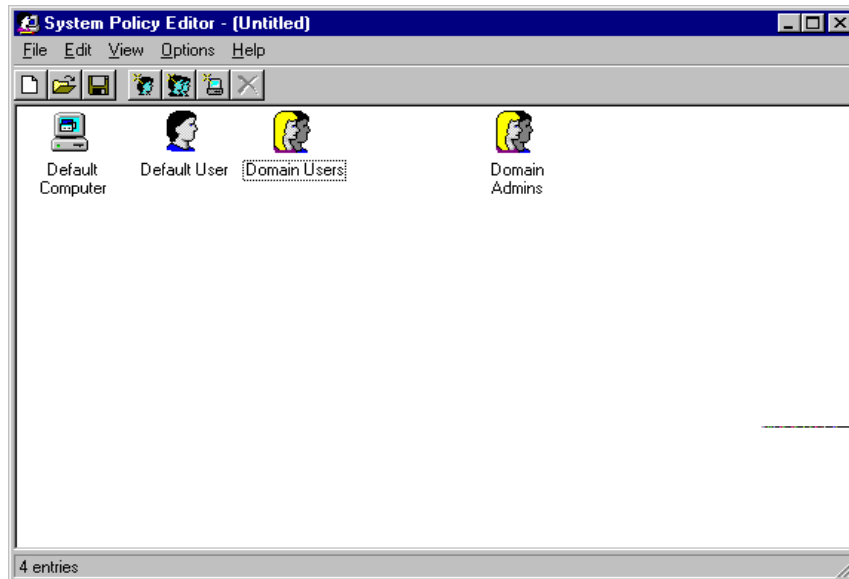 System Policy Editor - (Untitled)
File Edit View Options Help
Default
Computer
Default User
Domain Users
Domain
Admins
4 entries